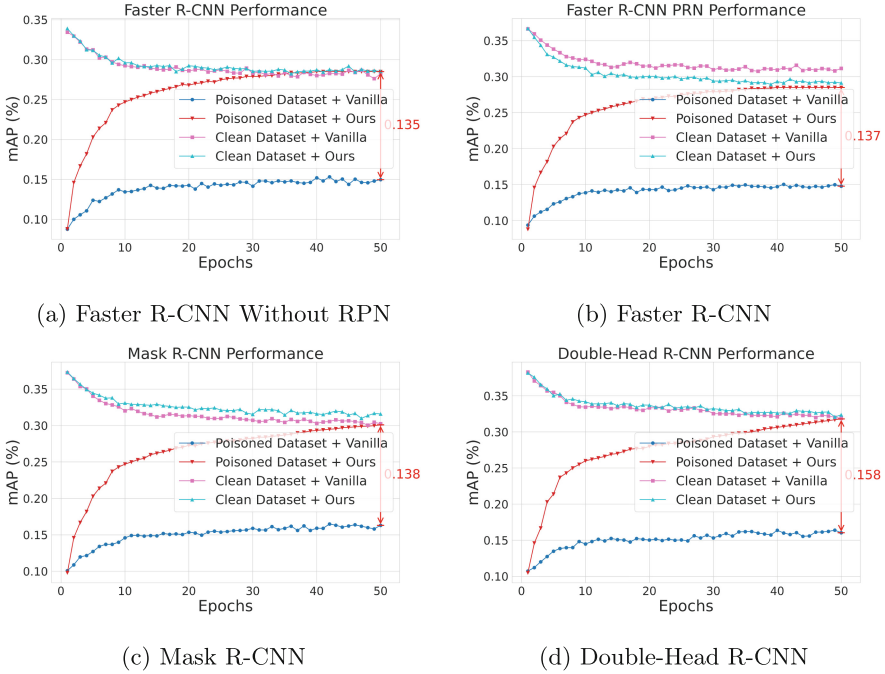 Faster R-CNN Performance
0.35
0.30
0.25
0.20
0.15
0.10
mAP (%)
Poisoned Dataset + Vanilla
Poisoned Dataset + Ours
Clean Dataset + Vanilla
Clean Dataset + Ours
0.135
0 10 20 30 40 50
Epochs
(a) Faster R-CNN Without RPN
Faster R-CNN PRN Performance
0.35
0.30
0.25
0.20
0.15
0.10
mAP (%)
Poisoned Dataset + Vanilla
Poisoned Dataset + Ours
Clean Dataset + Vanilla
Clean Dataset + Ours
0.137
0 10 20 30 40 50
Epochs
(b) Faster R-CNN
Mask R-CNN Performance
0.35
0.30
0.25
0.20
0.15
0.10
mAP (%)
Poisoned Dataset + Vanilla
Poisoned Dataset + Ours
Clean Dataset + Vanilla
Clean Dataset + Ours
0.138
0 10 20 30 40 50
Epochs
(c) Mask R-CNN
Double-Head R-CNN Performance
0.35
0.30
0.25
0.20
0.15
0.10
mAP (%)
Poisoned Dataset + Vanilla
Poisoned Dataset + Ours
Clean Dataset + Vanilla
Clean Dataset + Ours
0.158
0 10 20 30 40 50
Epochs
(d) Double-Head R-CNN